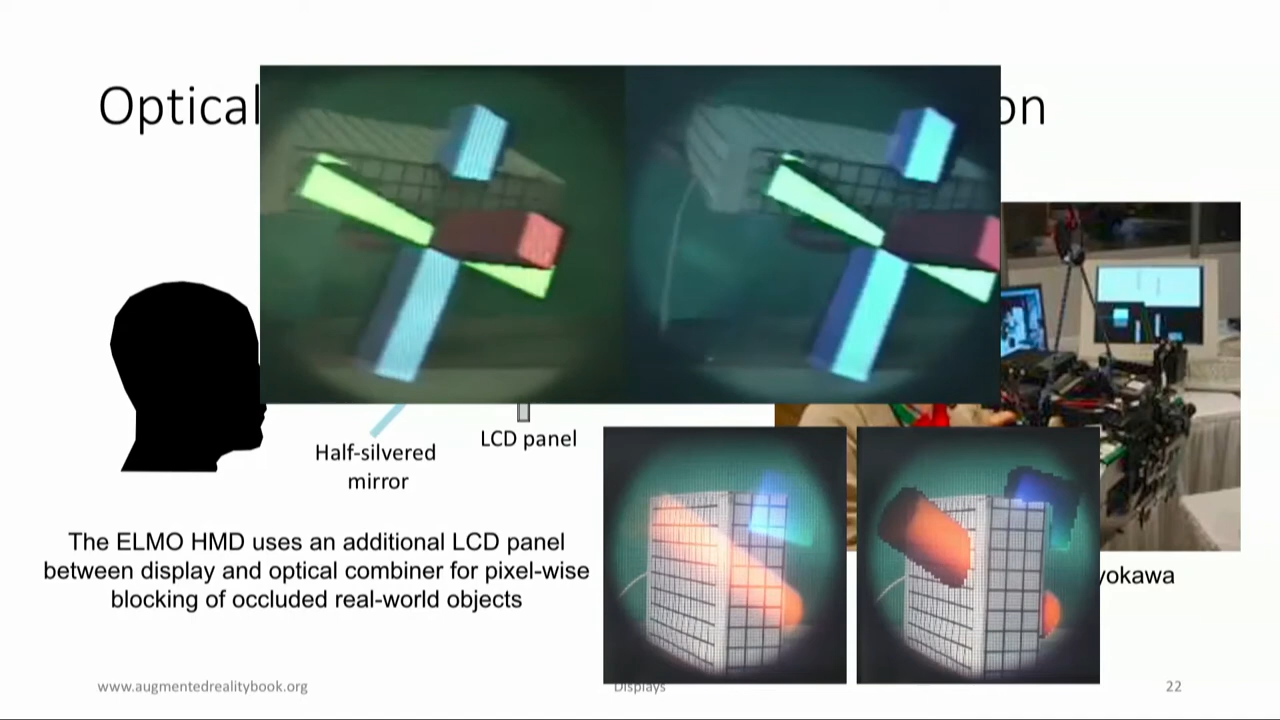 Optical
on
Half-silvered
mirror
LCD panel
The ELMO HMD uses an additional LCD panel
between display and optical combiner for pixel-wise
blocking of occluded real-world objects
yokawa
www.augmentedrealitybook.org
Displays
22